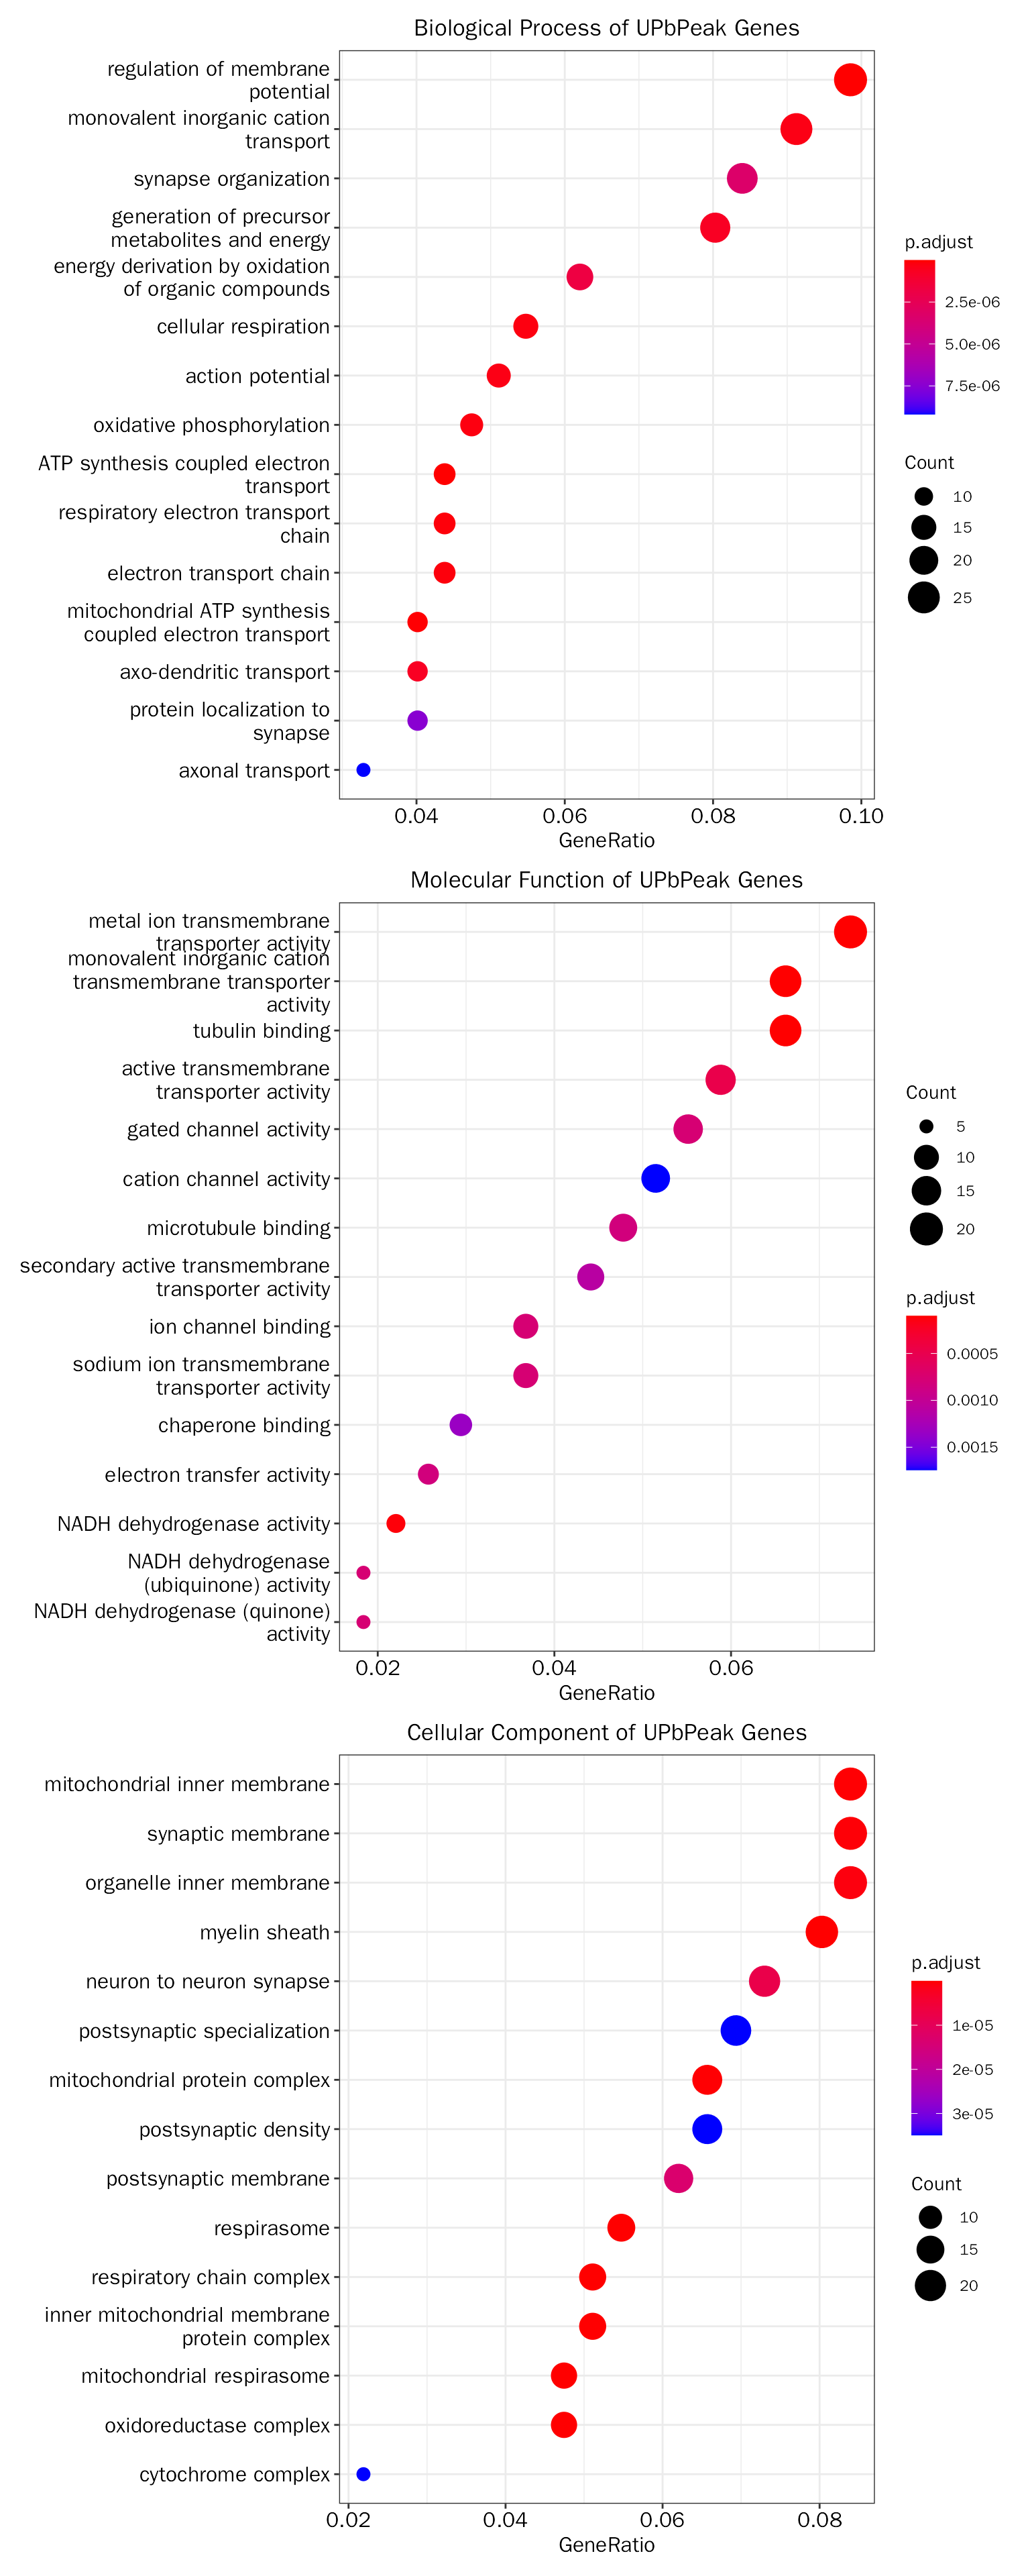 Biological Process of UPbPeak Genes
regulation of membrane
potential
monovalent inorganic cation
transport
synapse organization
generation of precursor
metabolites and energy
energy derivation by oxidation
of organic compounds
cellular respiration
action potential
oxidative phosphorylation
ATP synthesis coupled electron
transport
respiratory electron transport
chain
electron transport chain
mitochondrial ATP synthesis
coupled electron transport
axo-dendritic transport
protein localization to
synapse
axonal transport
0.04 0.06 0.08 0.10
GeneRatio
p.adjust
2.5e-06
5.0e-06
7.5e-06
Count
10
15
20
25
Molecular Function of UPbPeak Genes
metal ion transmembrane
transporter activity
monovalent inorganic cation
transmembrane transporter
activity
tubulin binding
active transmembrane
transporter activity
gated channel activity
cation channel activity
microtubule binding
secondary active transmembrane
transporter activity
ion channel binding
sodium ion transmembrane
transporter activity
chaperone binding
electron transfer activity
NADH dehydrogenase activity
NADH dehydrogenase
(ubiquinone) activity
NADH dehydrogenase (quinone)
activity
0.02 0.04 0.06
GeneRatio
Count
5
10
15
20
p.adjust
0.0005
0.0010
0.0015
Cellular Component of UPbPeak Genes
mitochondrial inner membrane
synaptic membrane
organelle inner membrane
myelin sheath
neuron to neuron synapse
postsynaptic specialization
mitochondrial protein complex
postsynaptic density
postsynaptic membrane
respirasome
respiratory chain complex
inner mitochondrial membrane
protein complex
mitochondrial respirasome
oxidoreductase complex
cytochrome complex
0.02 0.04 0.06 0.08
GeneRatio
p.adjust
1e-05
2e-05
3e-05
Count
10
15
20